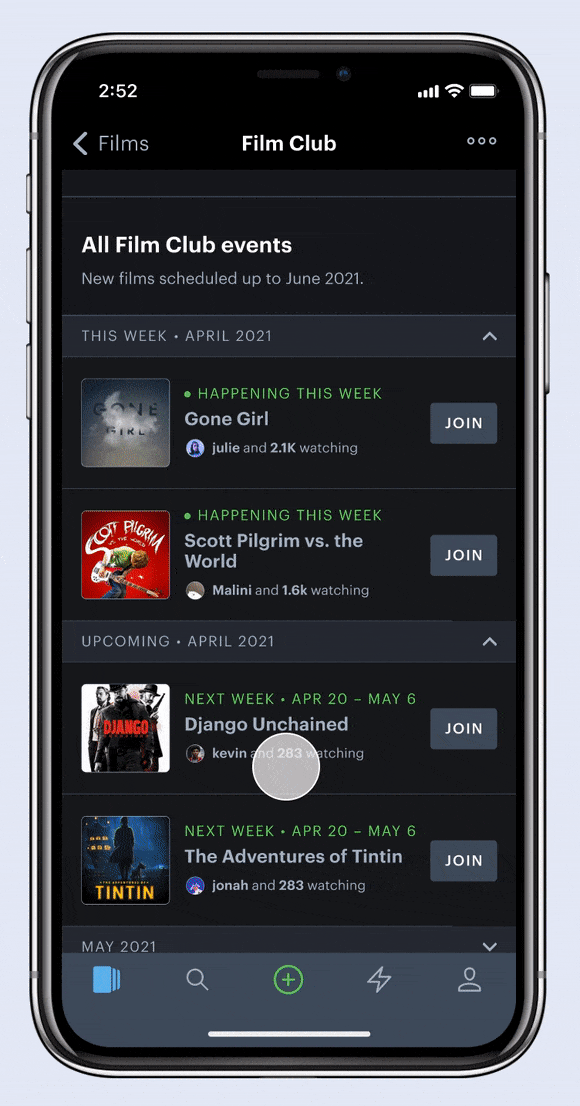 2:52
Films
Film Club
All Film Club events
New films scheduled up to June 2021.
THIS WEEK • APRIL 2021
GONE
GIRL
HAPPENING THIS WEEK
Gone Girl
julie and 2.1K watching
JOIN
SCOTT PILGRIM
VS. THE WORLD
HAPPENING THIS WEEK
Scott Pilgrim vs. the
World
Malini and 1.6k watching
JOIN
UPCOMING • APRIL 2021
DJANGO
NEXT WEEK • APR 20 – MAY 6
Django Unchained
kevin and 283 watching
JOIN
TINTIN
NEXT WEEK • APR 20 – MAY 6
The Adventures of Tintin
jonah and 283 watching
JOIN
MAY 2021